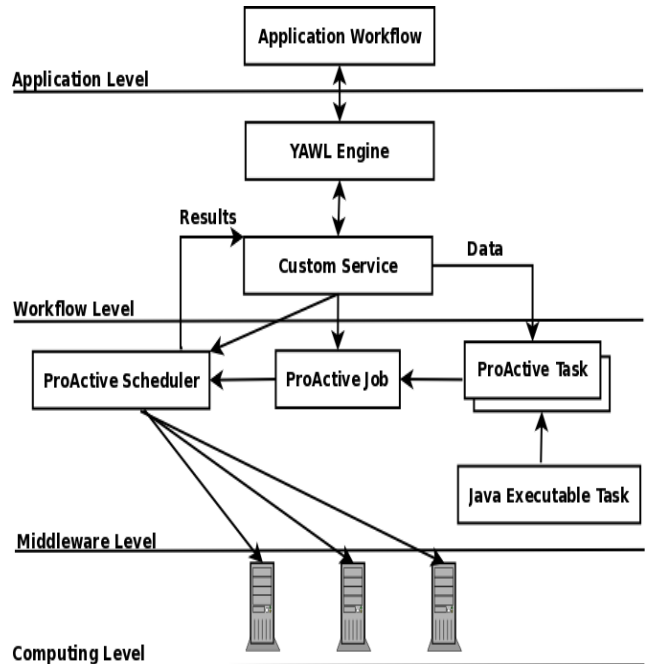 Application Workflow
Application Level
YAWL Engine
Results
Custom Service
Data
Workflow Level
ProActive Scheduler
ProActive Job
ProActive Task
Java Executable Task
Middleware Level
Computing Level